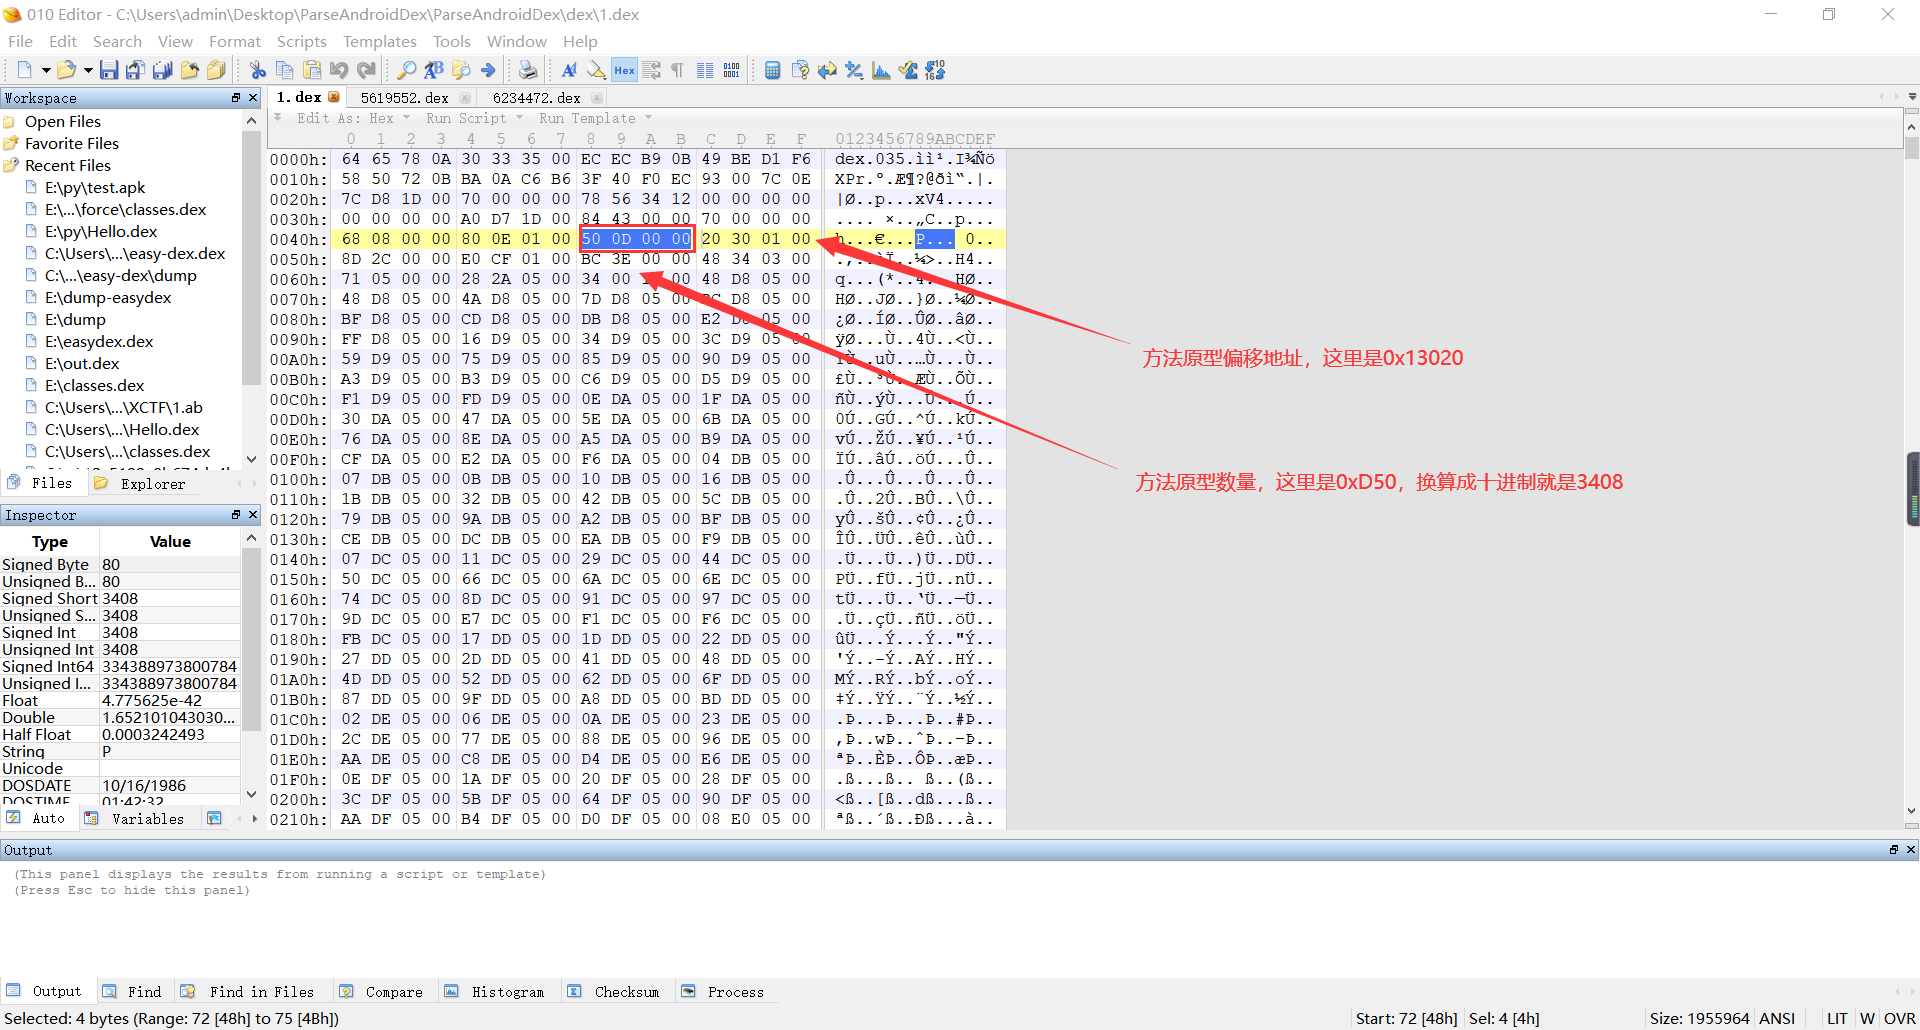 010 Editor - C:\Users\admin\Desktop\ParseAndroidDex\ParseAndroidDex\dex\1.dex
File Edit Search View Format Scripts Templates Tools Window Help
Workspace
Open Files
Favorite Files
Recent Files
E:\py\test.apk
E:\...\force\classes.dex
E:\py\Hello.dex
C:\Users\...\easy-dex.dex
C:\...\easy-dex\dump
E:\dump-easydex
E:\dump
E:\easydex.dex
E:\out.dex
E:\classes.dex
C:\Users\...\XCTF\1.ab
C:\Users\...\Hello.dex
C:\Users\...\classes.dex
Files Explorer
Inspector
Type Value
Signed Byte 80
Unsigned B... 80
Signed Short 3408
Unsigned S... 3408
Signed Int 3408
Unsigned Int 3408
Signed Int64 334388973800784
Unsigned I... 334388973800784
Float 4.775625e-42
Double 1.652101043030...
Half Float 0.0003242493
String P
Unicode
DOSDATE 10/16/1986
DOSTIME 01:42:32
Auto Variables
1.dex 5619552.dex 6234472.dex
Edit As: Hex Run Script Run Template
0 1 2 3 4 5 6 7 8 9 A B C D E F 0123456789ABCDEF
0000h: 64 65 78 0A 30 33 35 00 EC EC B9 0B 49 BE D1 F6 dex.035.ìì¹.I¾Ñö
0010h: 58 50 72 0B BA 0A C6 B6 3F 40 F0 EC 93 00 7C 0E XPr.º.Æ¶?@ðì“.|.
0020h: 7C D8 1D 00 70 00 00 00 78 56 34 12 00 00 00 00 |Ø..p...xV4.....
0030h: 00 00 00 00 A0 D7 1D 00 84 43 00 00 70 00 00 00 .... ×..„C..p...
0040h: 68 08 00 00 80 0E 01 00 50 0D 00 00 20 30 01 00 h...€...P... 0..
0050h: 8D 2C 00 00 E0 CF 01 00 BC 3E 00 00 48 34 03 00 .,..àÏ..¼>..H4..
0060h: 71 05 00 00 28 2A 05 00 34 00 00 48 D8 05 00 q...(*..4. HØ..
0070h: 48 D8 05 00 4A D8 05 00 7D D8 05 00 D8 05 00 HØ..JØ..}Ø..¼Ø..
0080h: BF D8 05 00 CD D8 05 00 DB D8 05 00 E2 D8 05 00 ¿Ø..ÍØ..ÛØ..âØ..
0090h: FF D8 05 00 16 D9 05 00 34 D9 05 00 3C D9 05 00 ÿØ...Ù..4Ù..<Ù..
00A0h: 59 D9 05 00 75 D9 05 00 85 D9 05 00 90 D9 05 00 YÙ..uÙ..…Ù...Ù..
00B0h: A3 D9 05 00 B3 D9 05 00 C6 D9 05 00 D5 D9 05 00 £Ù..³Ù..ÆÙ..ÕÙ..
00C0h: F1 D9 05 00 FD D9 05 00 0E DA 05 00 1F DA 05 00 ñÙ..ýÙ...Ú...Ú..
00D0h: 30 DA 05 00 47 DA 05 00 5E DA 05 00 6B DA 05 00 0Ú..GÚ..^Ú..kÚ..
00E0h: 76 DA 05 00 8E DA 05 00 A5 DA 05 00 B9 DA 05 00 vÚ..ŽÚ..¥Ú..¹Ú..
00F0h: CF DA 05 00 E2 DA 05 00 F6 DA 05 00 04 DB 05 00 ÏÚ..âÚ..öÚ...Û..
0100h: 07 DB 05 00 0B DB 05 00 10 DB 05 00 16 DB 05 00 .Û...Û...Û...Û..
0110h: 1B DB 05 00 32 DB 05 00 42 DB 05 00 5C DB 05 00 .Û..2Û..BÛ..\Û..
0120h: 79 DB 05 00 9A DB 05 00 A2 DB 05 00 BF DB 05 00 yÛ..šÛ..¢Û..¿Û..
0130h: CE DB 05 00 DC DB 05 00 EA DB 05 00 F9 DB 05 00 ÎÛ..ÜÛ..êÛ..ùÛ..
0140h: 07 DC 05 00 11 DC 05 00 29 DC 05 00 44 DC 05 00 .Ü...Ü..)Ü..DÜ..
0150h: 50 DC 05 00 66 DC 05 00 6A DC 05 00 6E DC 05 00 PÜ..fÜ..jÜ..nÜ..
0160h: 74 DC 05 00 8D DC 05 00 91 DC 05 00 97 DC 05 00 tÜ...Ü..‘Ü..—Ü..
0170h: 9D DC 05 00 E7 DC 05 00 F1 DC 05 00 F6 DC 05 00 .Ü..çÜ..ñÜ..öÜ..
0180h: FB DC 05 00 17 DD 05 00 1D DD 05 00 22 DD 05 00 ûÜ...Ý...Ý.."Ý..
0190h: 27 DD 05 00 2D DD 05 00 41 DD 05 00 48 DD 05 00 'Ý..-Ý..AÝ..HÝ..
01A0h: 4D DD 05 00 52 DD 05 00 62 DD 05 00 6F DD 05 00 MÝ..RÝ..bÝ..oÝ..
01B0h: 87 DD 05 00 9F DD 05 00 A8 DD 05 00 BD DD 05 00 ‡Ý..ŸÝ..¨Ý..½Ý..
01C0h: 02 DE 05 00 06 DE 05 00 0A DE 05 00 23 DE 05 00 .Þ...Þ...Þ..#Þ..
01D0h: 2C DE 05 00 77 DE 05 00 88 DE 05 00 96 DE 05 00 ,Þ..wÞ..ˆÞ..–Þ..
01E0h: AA DE 05 00 C8 DE 05 00 D4 DE 05 00 E6 DE 05 00 ªÞ..ÈÞ..ÔÞ..æÞ..
01F0h: 0E DF 05 00 1A DF 05 00 20 DF 05 00 28 DF 05 00 .ß...ß.. ß..(ß..
0200h: 3C DF 05 00 5B DF 05 00 64 DF 05 00 90 DF 05 00 <ß..[ß..dß...ß..
0210h: AA DF 05 00 B4 DF 05 00 D0 DF 05 00 08 E0 05 00 ªß..´ß..Ðß...à..
方法原型偏移地址，这里是0x13020
方法原型数量，这里是0xD50，换算成十进制就是3408
Output
(This panel displays the results from running a script or template)
(Press Esc to hide this panel)
Output Find Find in Files Compare Histogram Checksum Process
Selected: 4 bytes (Range: 72 [48h] to 75 [4Bh]) Start: 72 [48h] Sel: 4 [4h] Size: 1955964 ANSI LIT W OVR